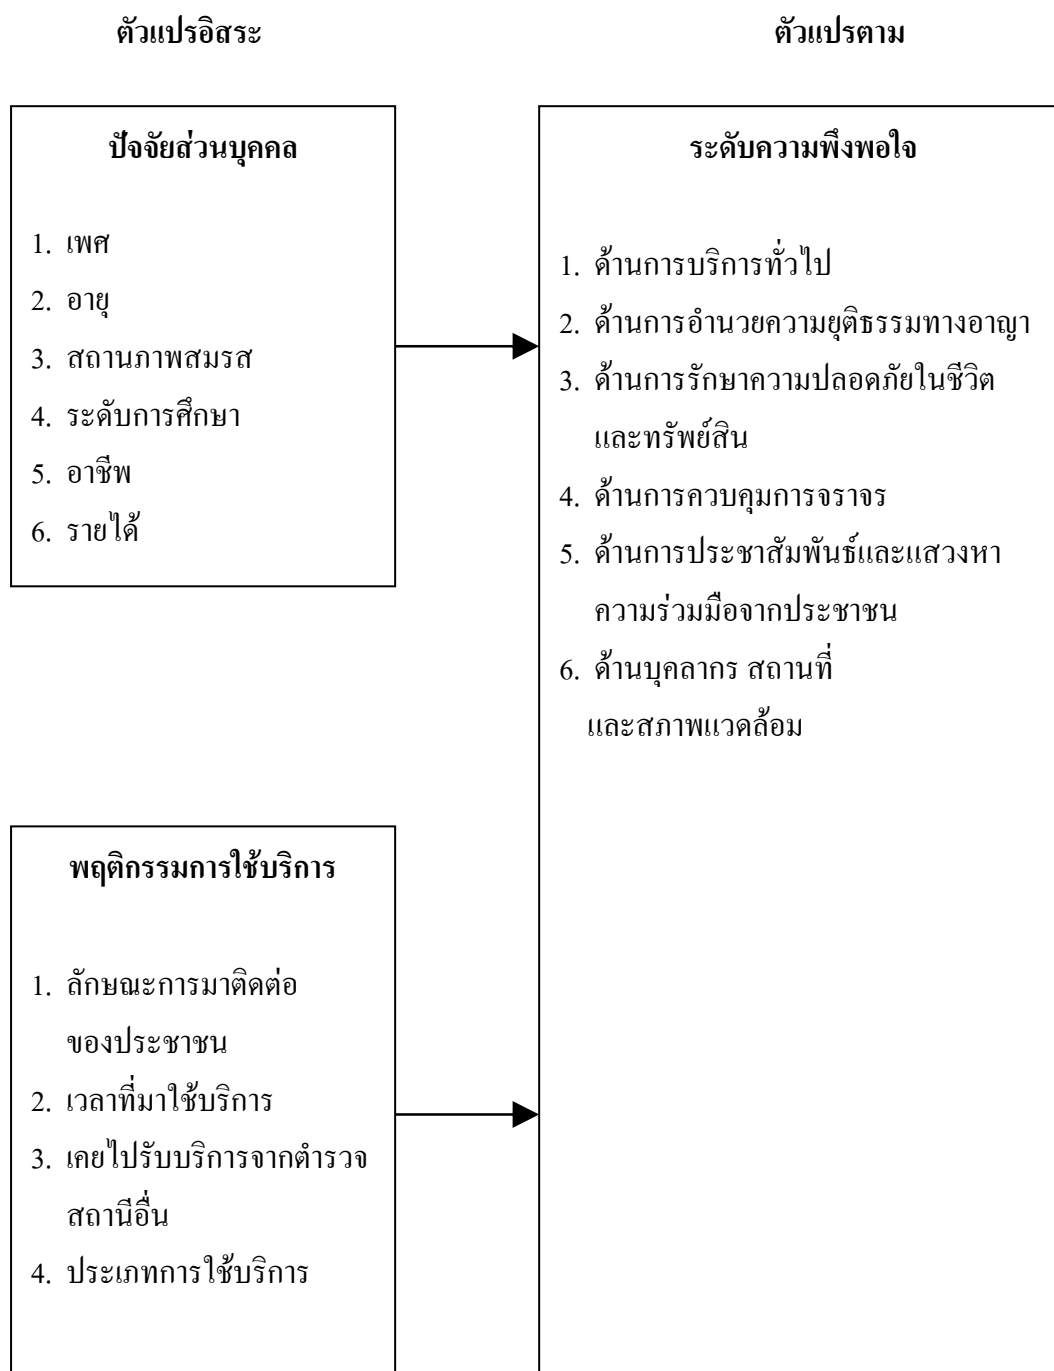 ตัวแปรอิสระ
ตัวแปรตาม
ปัจจัยส่วนบุคคล
1. เพศ
2. อายุ
3. สถานภาพสมรส
4. ระดับการศึกษา
5. อาชีพ
6. รายได้
ระดับความพึงพอใจ
1. ด้านการบริการทั่วไป
2. ด้านการอำนวยความยุติธรรมทางอาญา
3. ด้านการรักษาความปลอดภัยในชีวิต
และทรัพย์สิน
4. ด้านการควบคุมการจราจร
5. ด้านการประชาสัมพันธ์และแสวงหา
ความร่วมมือจากประชาชน
6. ด้านบุคลากร สถานที่
และสภาพแวดล้อม
พฤติกรรมการใช้บริการ
1. ลักษณะการมาติดต่อ
ของประชาชน
2. เวลาที่มาใช้บริการ
3. เคยไปรับบริการจากตำรวจ
สถานีอื่น
4. ประเภทการใช้บริการ